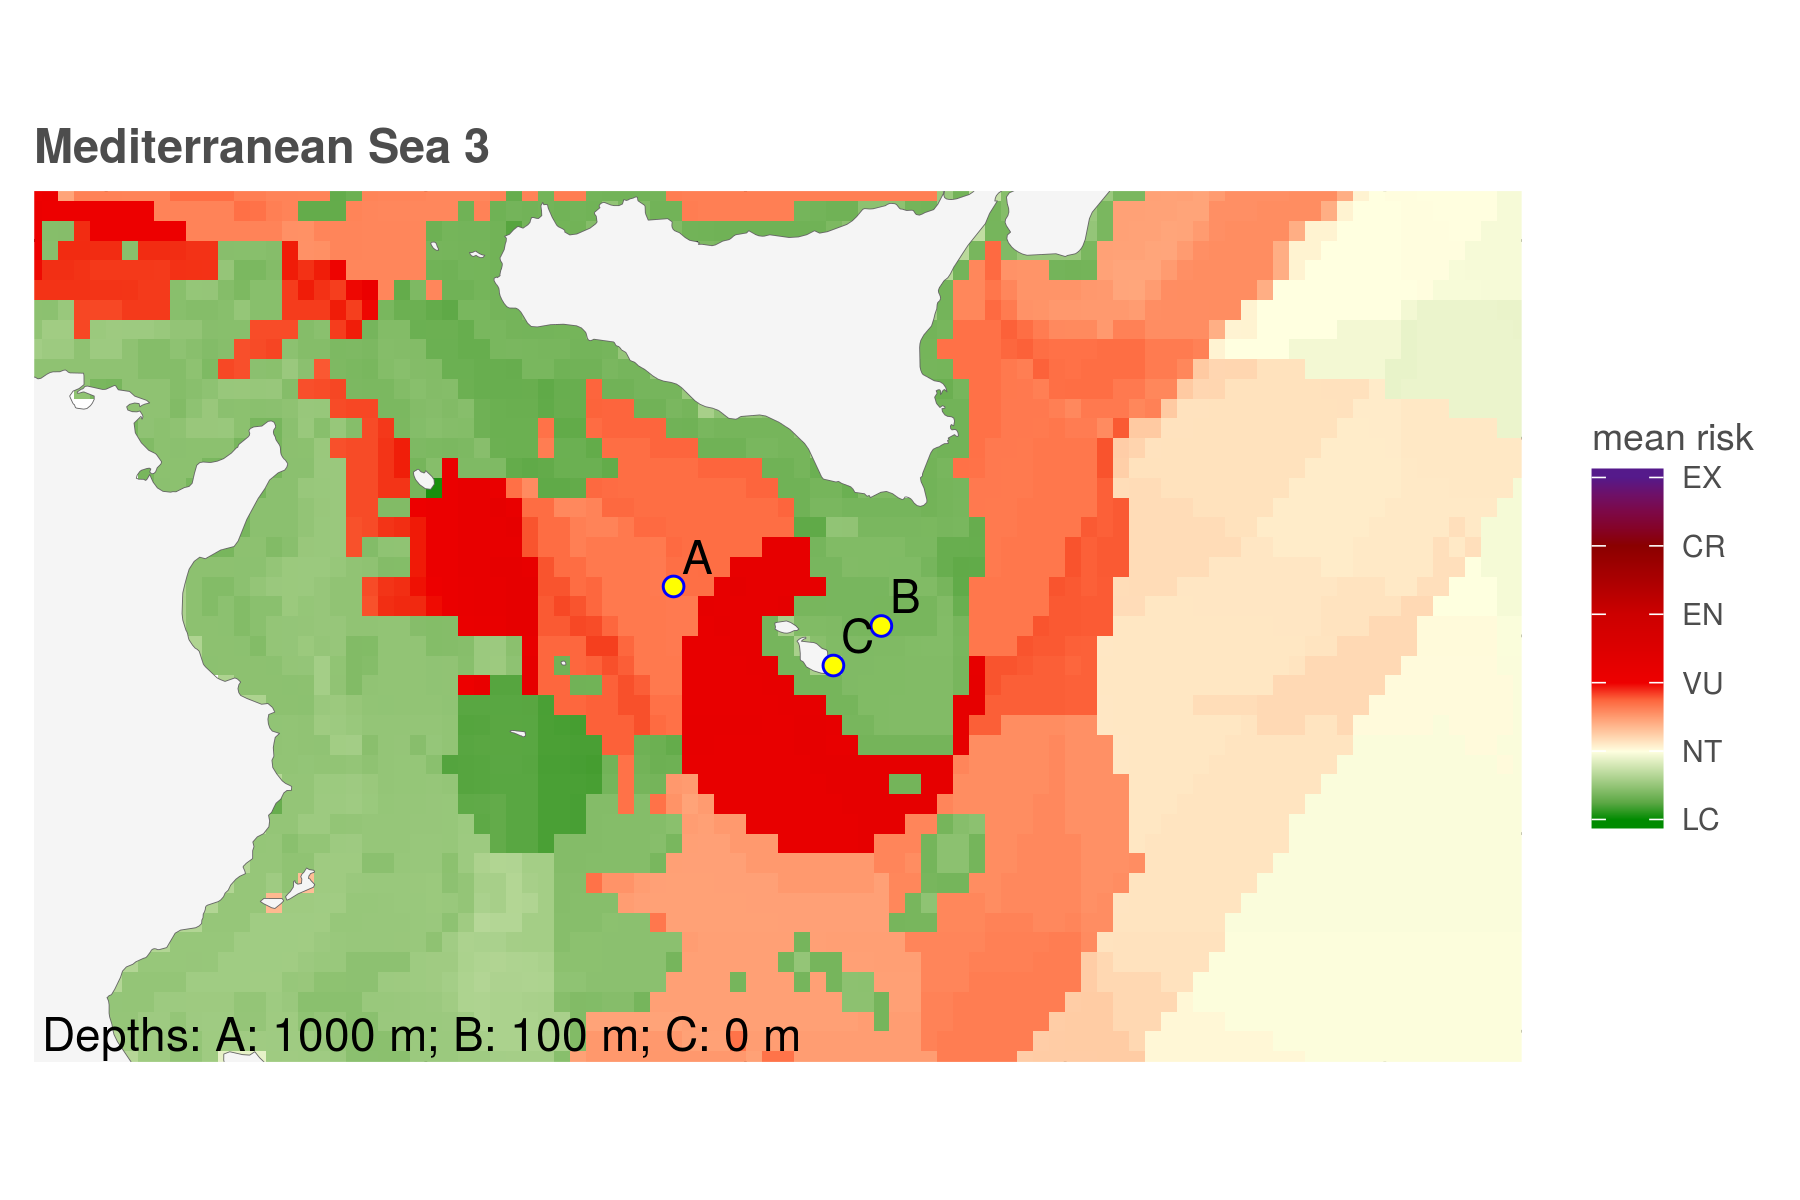 Mediterranean Sea 3
A
B
C
Depths: A: 1000 m; B: 100 m; C: 0 m
mean risk
EX
CR
EN
VU
NT
LC